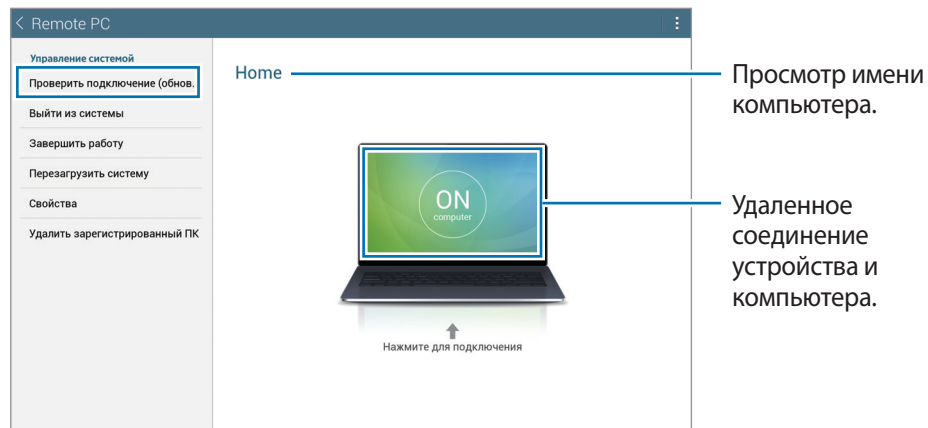 Remote PC
Управление системой
Проверить подключение (обнов.
Выйти из системы
Завершить работу
Перезагрузить систему
Свойства
Удалить зарегистрированный ПК
Home
ON
computer
Нажмите для подключения
Просмотр имени
компьютера.
Удаленное
соединение
устройства и
компьютера.